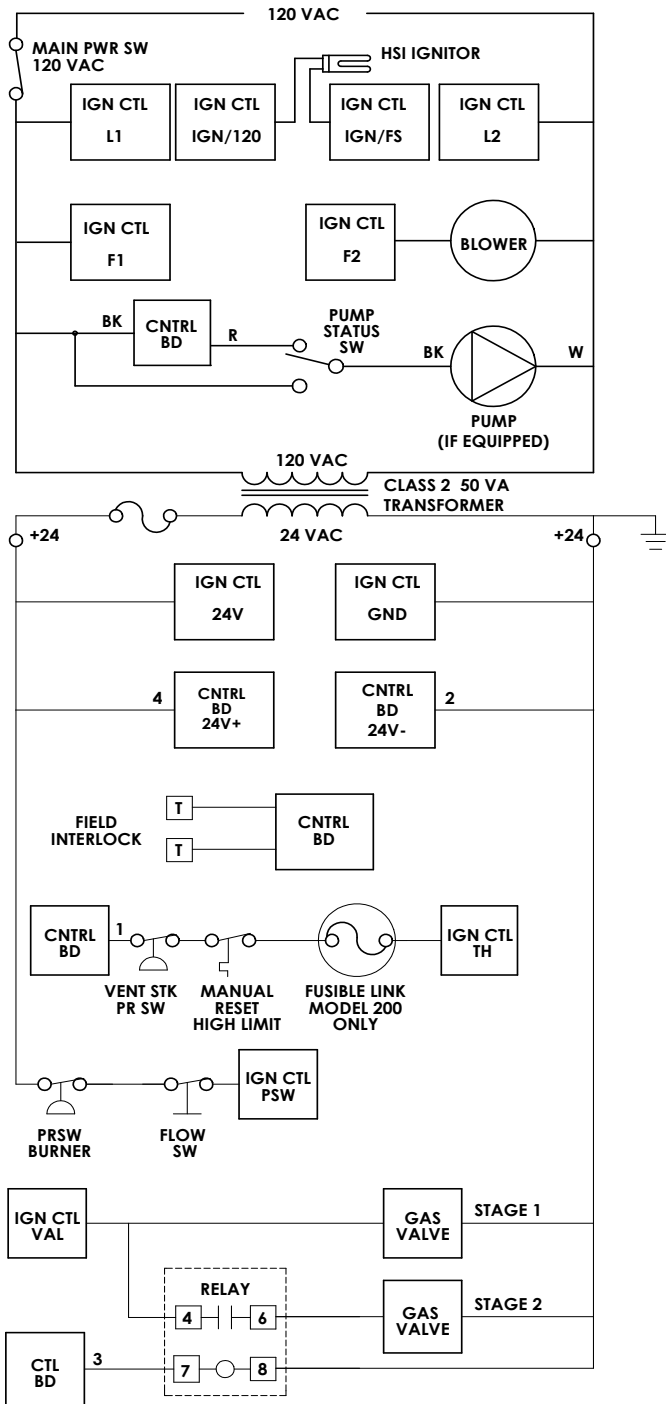 120 VAC
MAIN PWR SW
120 VAC
HSI IGNITOR
IGN CTL
L1
IGN CTL
IGN/120
IGN CTL
IGN/FS
IGN CTL
L2
IGN CTL
F1
IGN CTL
F2
BLOWER
BK
CNTRL
BD
R
PUMP
STATUS
SW
BK
W
PUMP
(IF EQUIPPED)
120 VAC
CLASS 2 50 VA
TRANSFORMER
+24
24 VAC
+24
IGN CTL
24V
IGN CTL
GND
4
CNTRL
BD
24V+
CNTRL
BD
24V-
2
FIELD
INTERLOCK
T
T
CNTRL
BD
CNTRL
BD
1
VENT STK
PR SW
MANUAL
RESET
HIGH LIMIT
FUSIBLE LINK
MODEL 200
ONLY
IGN CTL
TH
PRSW
BURNER
FLOW
SW
IGN CTL
PSW
IGN CTL
VAL
GAS
VALVE
STAGE 1
RELAY
4
6
GAS
VALVE
STAGE 2
CTL
BD
3
7
8